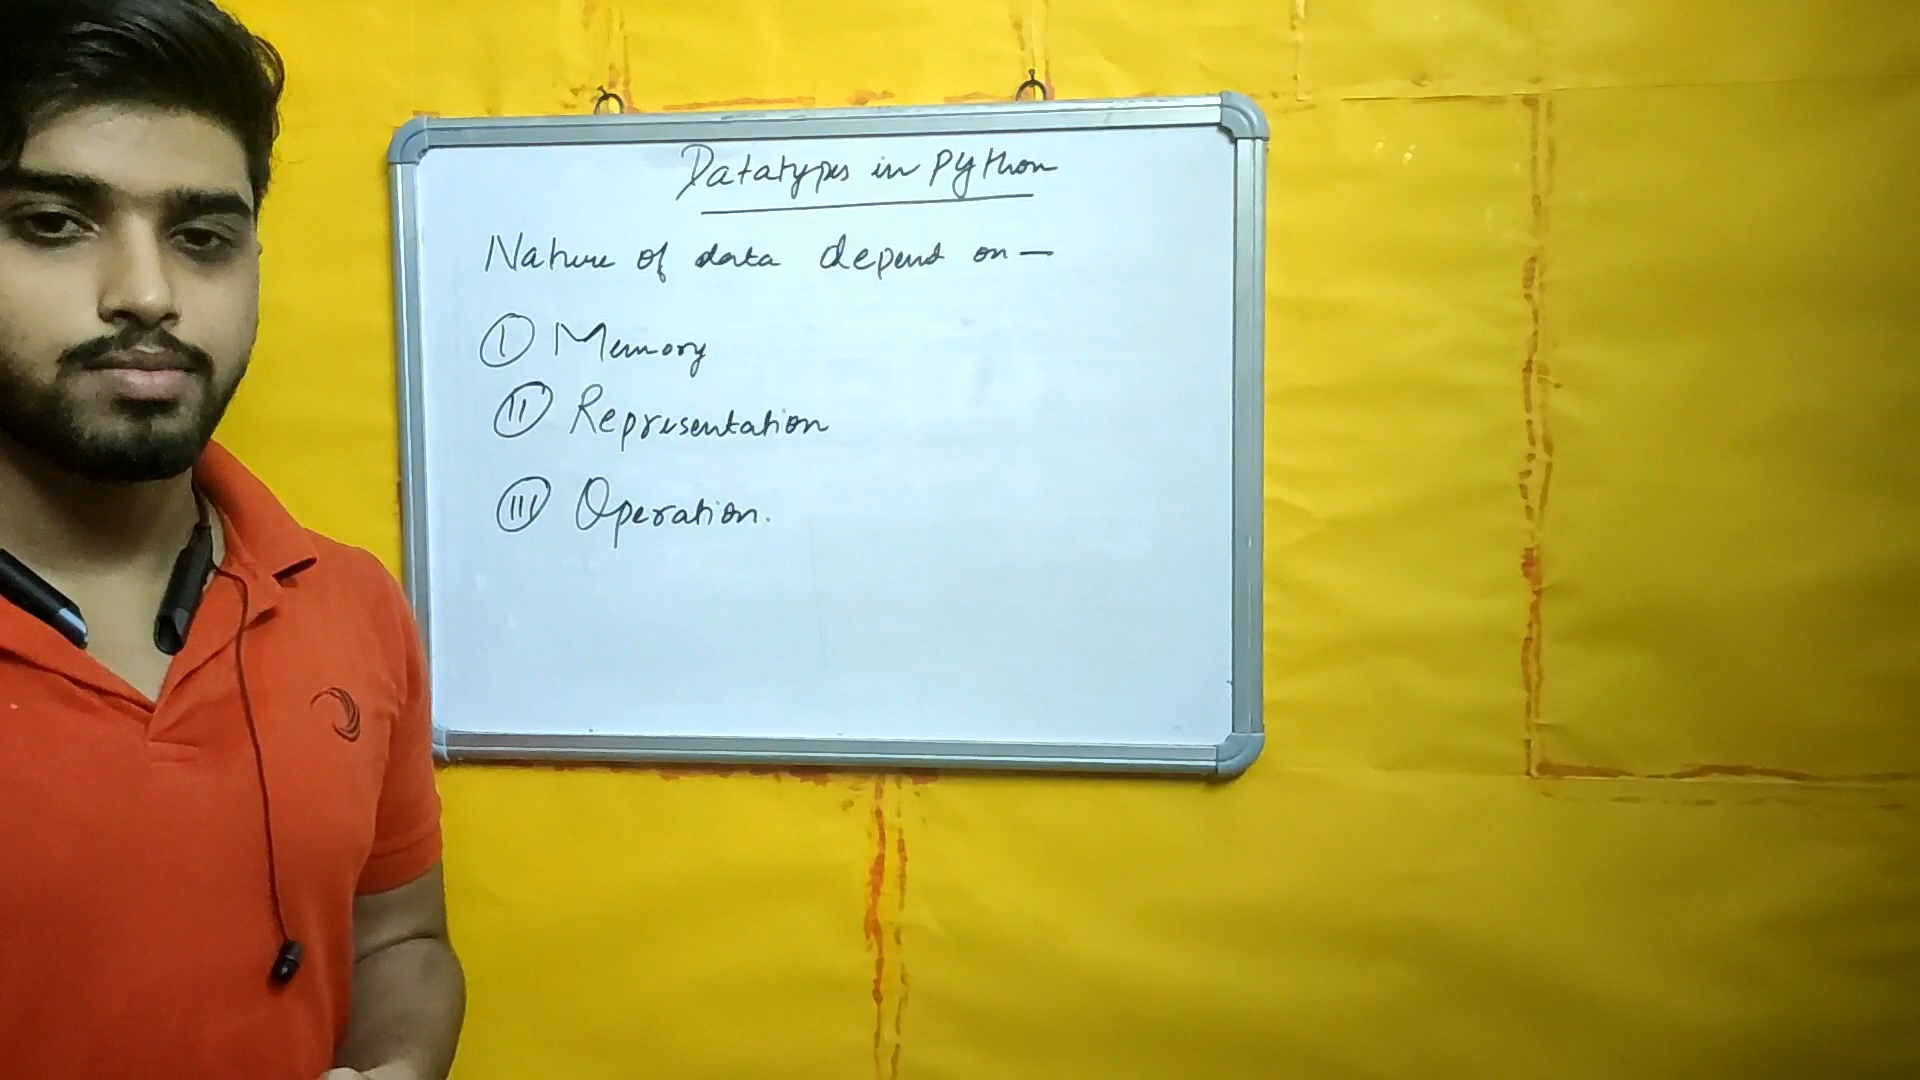 Datatypes in Python
Nature of data depend on —
I Memory
II Representation
III Operation.